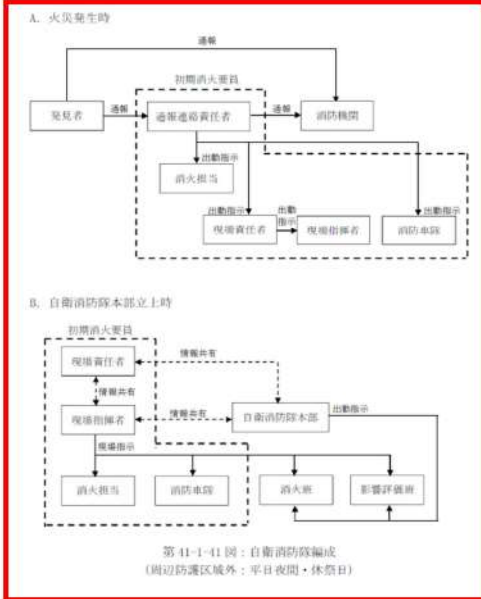 A. 火災発生時
通報
初期消火要員
発見者
通報
通報連絡責任者
通報
消防機関
出動指示
消火担当
出動指示
出動
指示
出動指示
現場責任者
現場指揮者
消防車隊
B. 自衛消防隊本部立上時
初期消火要員
現場責任者
情報共有
情報共有
現場指揮者
情報共有
自衛消防隊本部
出動指示
現場指示
消火担当
消防車隊
消火班
影響評価班
第 41-1-41 図：自衛消防隊編成
(周辺防護区域外：平日夜間・休祭日)